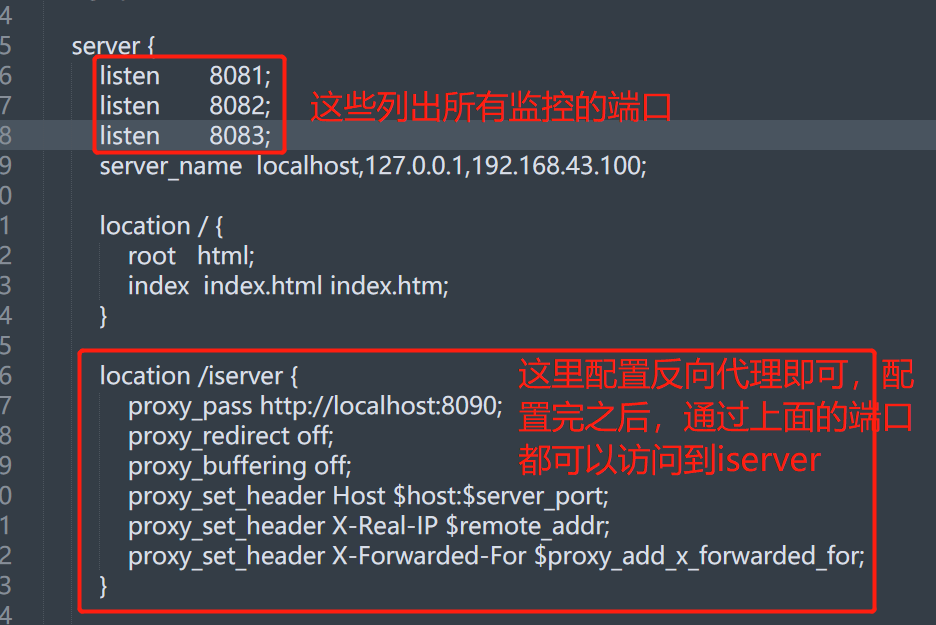 4
5 server {
6 listen 8081;
7 listen 8082; 这些列出所有监控的端口
8 listen 8083;
9 server_name localhost,127.0.0.1,192.168.43.100;
0
1 location / {
2 root html;
3 index index.html index.htm;
4 }
5
6 location /iserver { 这里配置反向代理即可，配
7 proxy_pass http://localhost:8090; 置完之后，通过上面的端口
8 proxy_redirect off; 都可以访问到iserver
9 proxy_buffering off;
0 proxy_set_header Host $host:$server_port;
1 proxy_set_header X-Real-IP $remote_addr;
2 proxy_set_header X-Forwarded-For $proxy_add_x_forwarded_for;
3 }
4